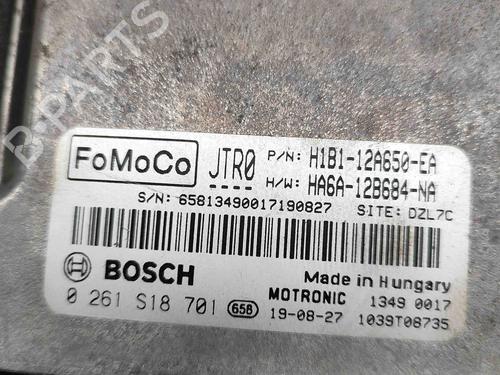 B-PARTS
FoMoCo
JTR0
P/N: H1B1-12A650-EA
H/W: HA6A-12B684-NA
S/N: 65813490017190827 SITE: DZL7C
BOSCH
Made in Hungary
0 261 S18 701 658
MOTRONIC 1349 0017
19-08-27 1039T08735